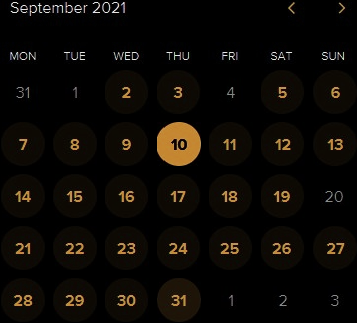 September 2021 < >
MON TUE WED THU FRI SAT SUN
31 1 2 3 4 5 6
7 8 9 10 11 12 13
14 15 16 17 18 19 20
21 22 23 24 25 26 27
28 29 30 31 1 2 3